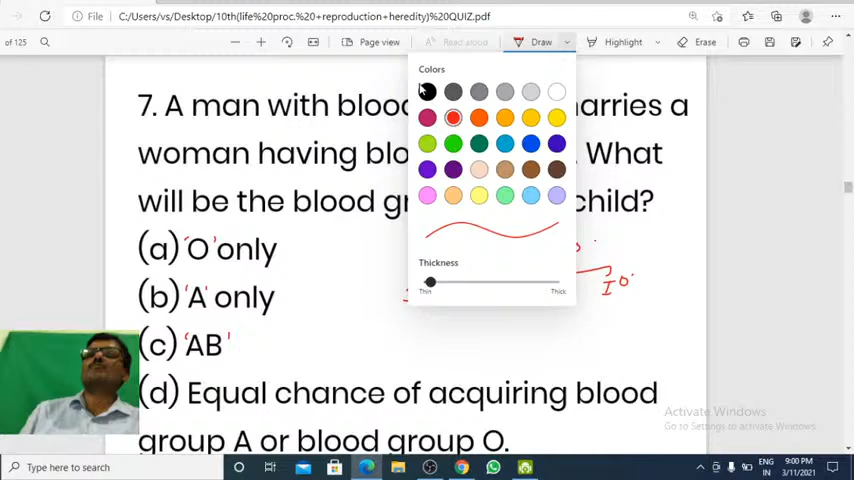 C:/Users/vs/Desktop/10th(life%20proc.%20+reproduction+heredity)%20QUIZ.pdf
of 125
Page view
Read aloud
Draw
Highlight
Erase
Colors
7. A man with bloo arries a
woman having blo . What
will be the blood g child?
(a) 'O' only
(b) 'A' only
(c) 'AB'
(d) Equal chance of acquiring blood
group A or blood group O.
Thickness
Thin
Thick
I O
Activate Windows
Go to Settings to activate Windows.
Type here to search
ENG
IN
9:00 PM
3/11/2021